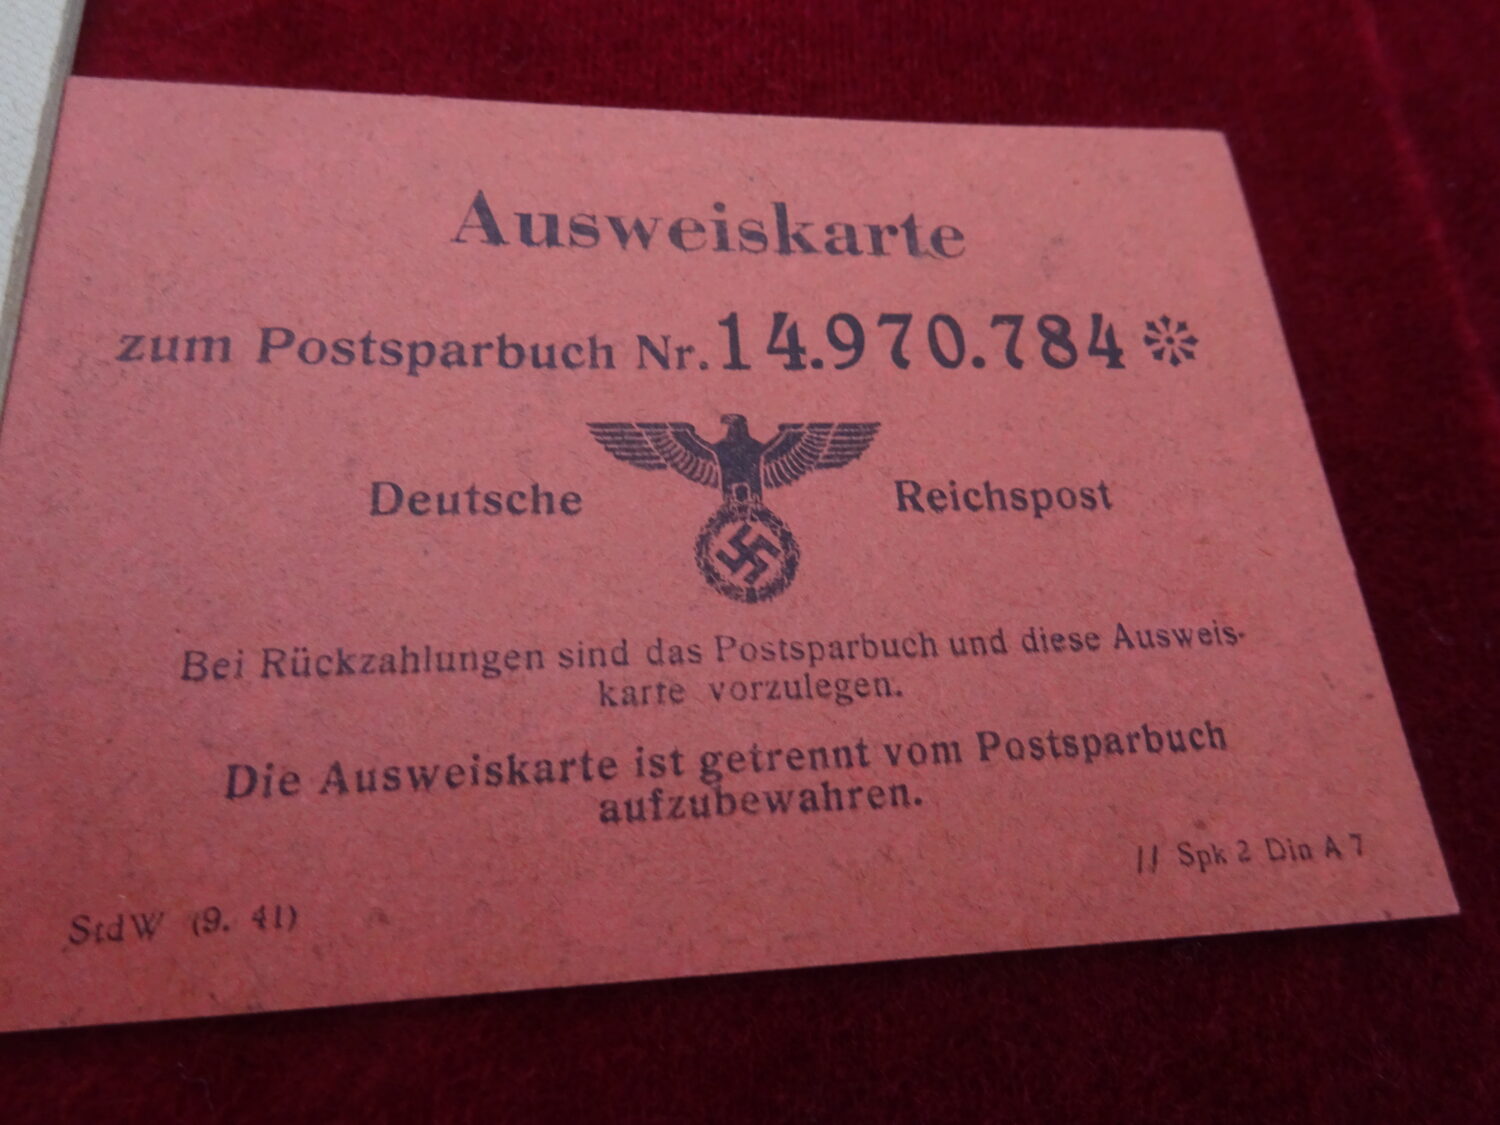 Ausweiskarte
zum Postsparbuch Nr. 14.970.784 ❊
Deutsche Reichspost
Bei Rückzahlungen sind das Postsparbuch und diese Ausweis-
karte vorzulegen.
Die Ausweiskarte ist getrennt vom Postsparbuch
aufzubewahren.
// Spk 2 Din A 7
StdW (9. 41)